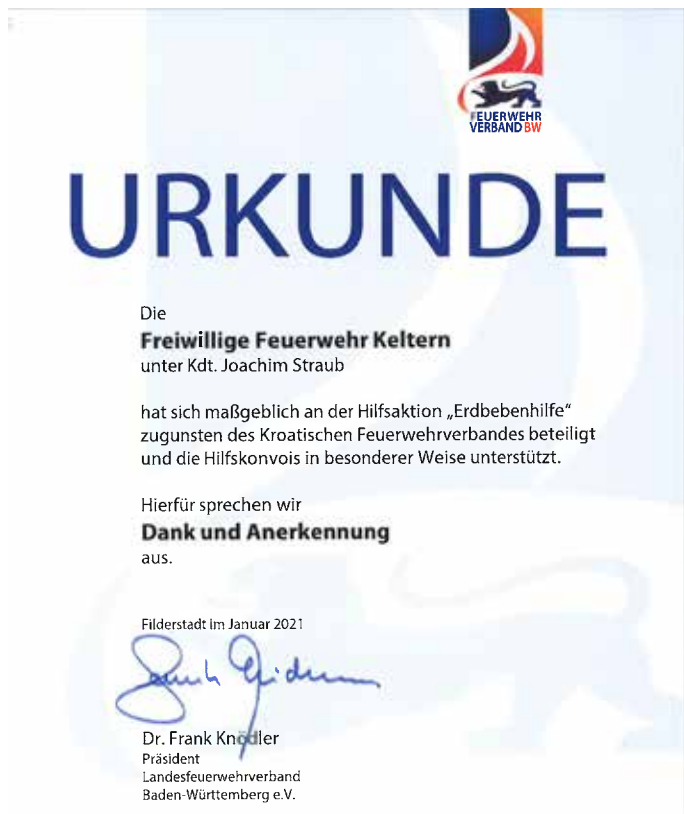 FEUERWEHR
VERBAND BW
URKUNDE
Die
Freiwillige Feuerwehr Keltern
unter Kdt. Joachim Straub
hat sich maßgeblich an der Hilfsaktion „Erdbebenhilfe“
zugunsten des Kroatischen Feuerwehrverbandes beteiligt
und die Hilfskonvois in besonderer Weise unterstützt.
Hierfür sprechen wir
Dank und Anerkennung
aus.
Filderstadt im Januar 2021
Dr. Frank Knödler
Präsident
Landesfeuerwehrverband
Baden-Württemberg e.V.